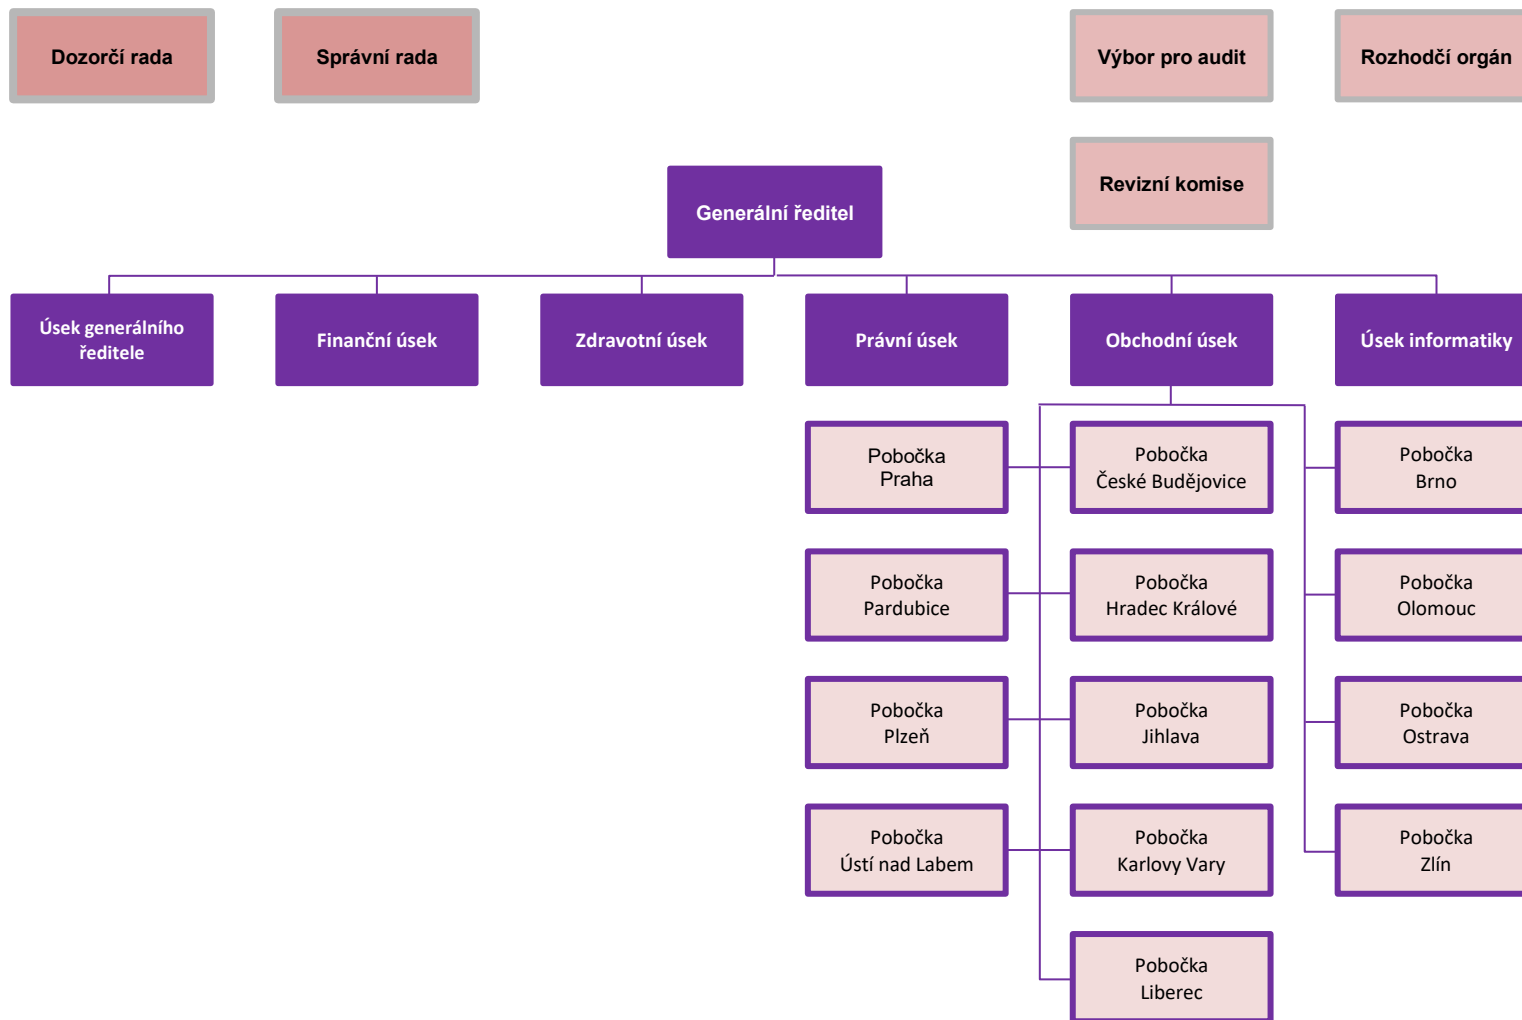 Dozorčí rada
Správní rada
Výbor pro audit
Rozhodčí orgán
Revizní komise
Generální ředitel
Úsek generálního
ředitele
Finanční úsek
Zdravotní úsek
Právní úsek
Obchodní úsek
Úsek informatiky
Pobočka
Praha
Pobočka
České Budějovice
Pobočka
Brno
Pobočka
Pardubice
Pobočka
Hradec Králové
Pobočka
Olomouc
Pobočka
Plzeň
Pobočka
Jihlava
Pobočka
Ostrava
Pobočka
Ústí nad Labem
Pobočka
Karlovy Vary
Pobočka
Zlín
Pobočka
Liberec